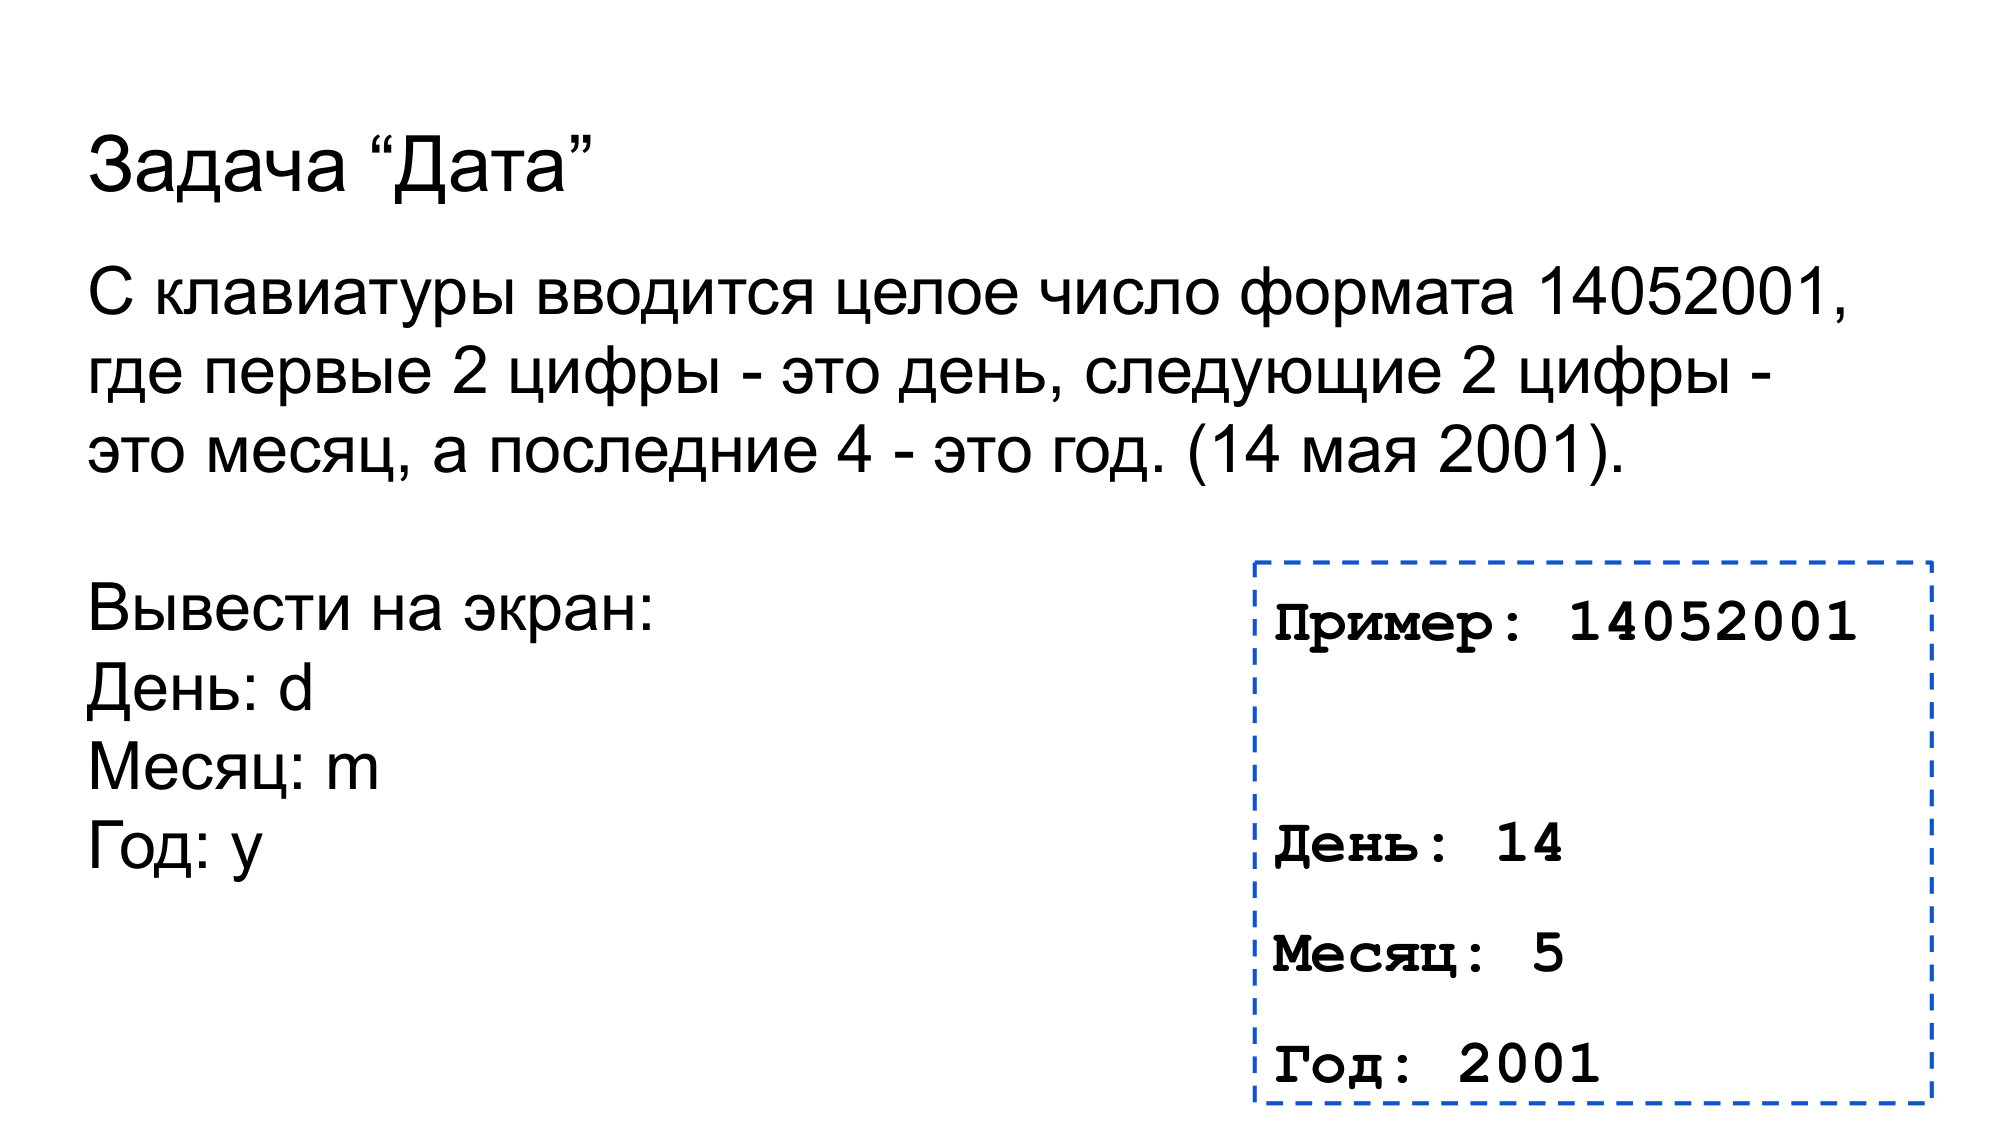 Задача “Дата”
С клавиатуры вводится целое число формата 14052001,
где первые 2 цифры - это день, следующие 2 цифры -
это месяц, а последние 4 - это год. (14 мая 2001).
Вывести на экран:
День: d
Месяц: m
Год: y
Пример: 14052001
День: 14
Месяц: 5
Год: 2001